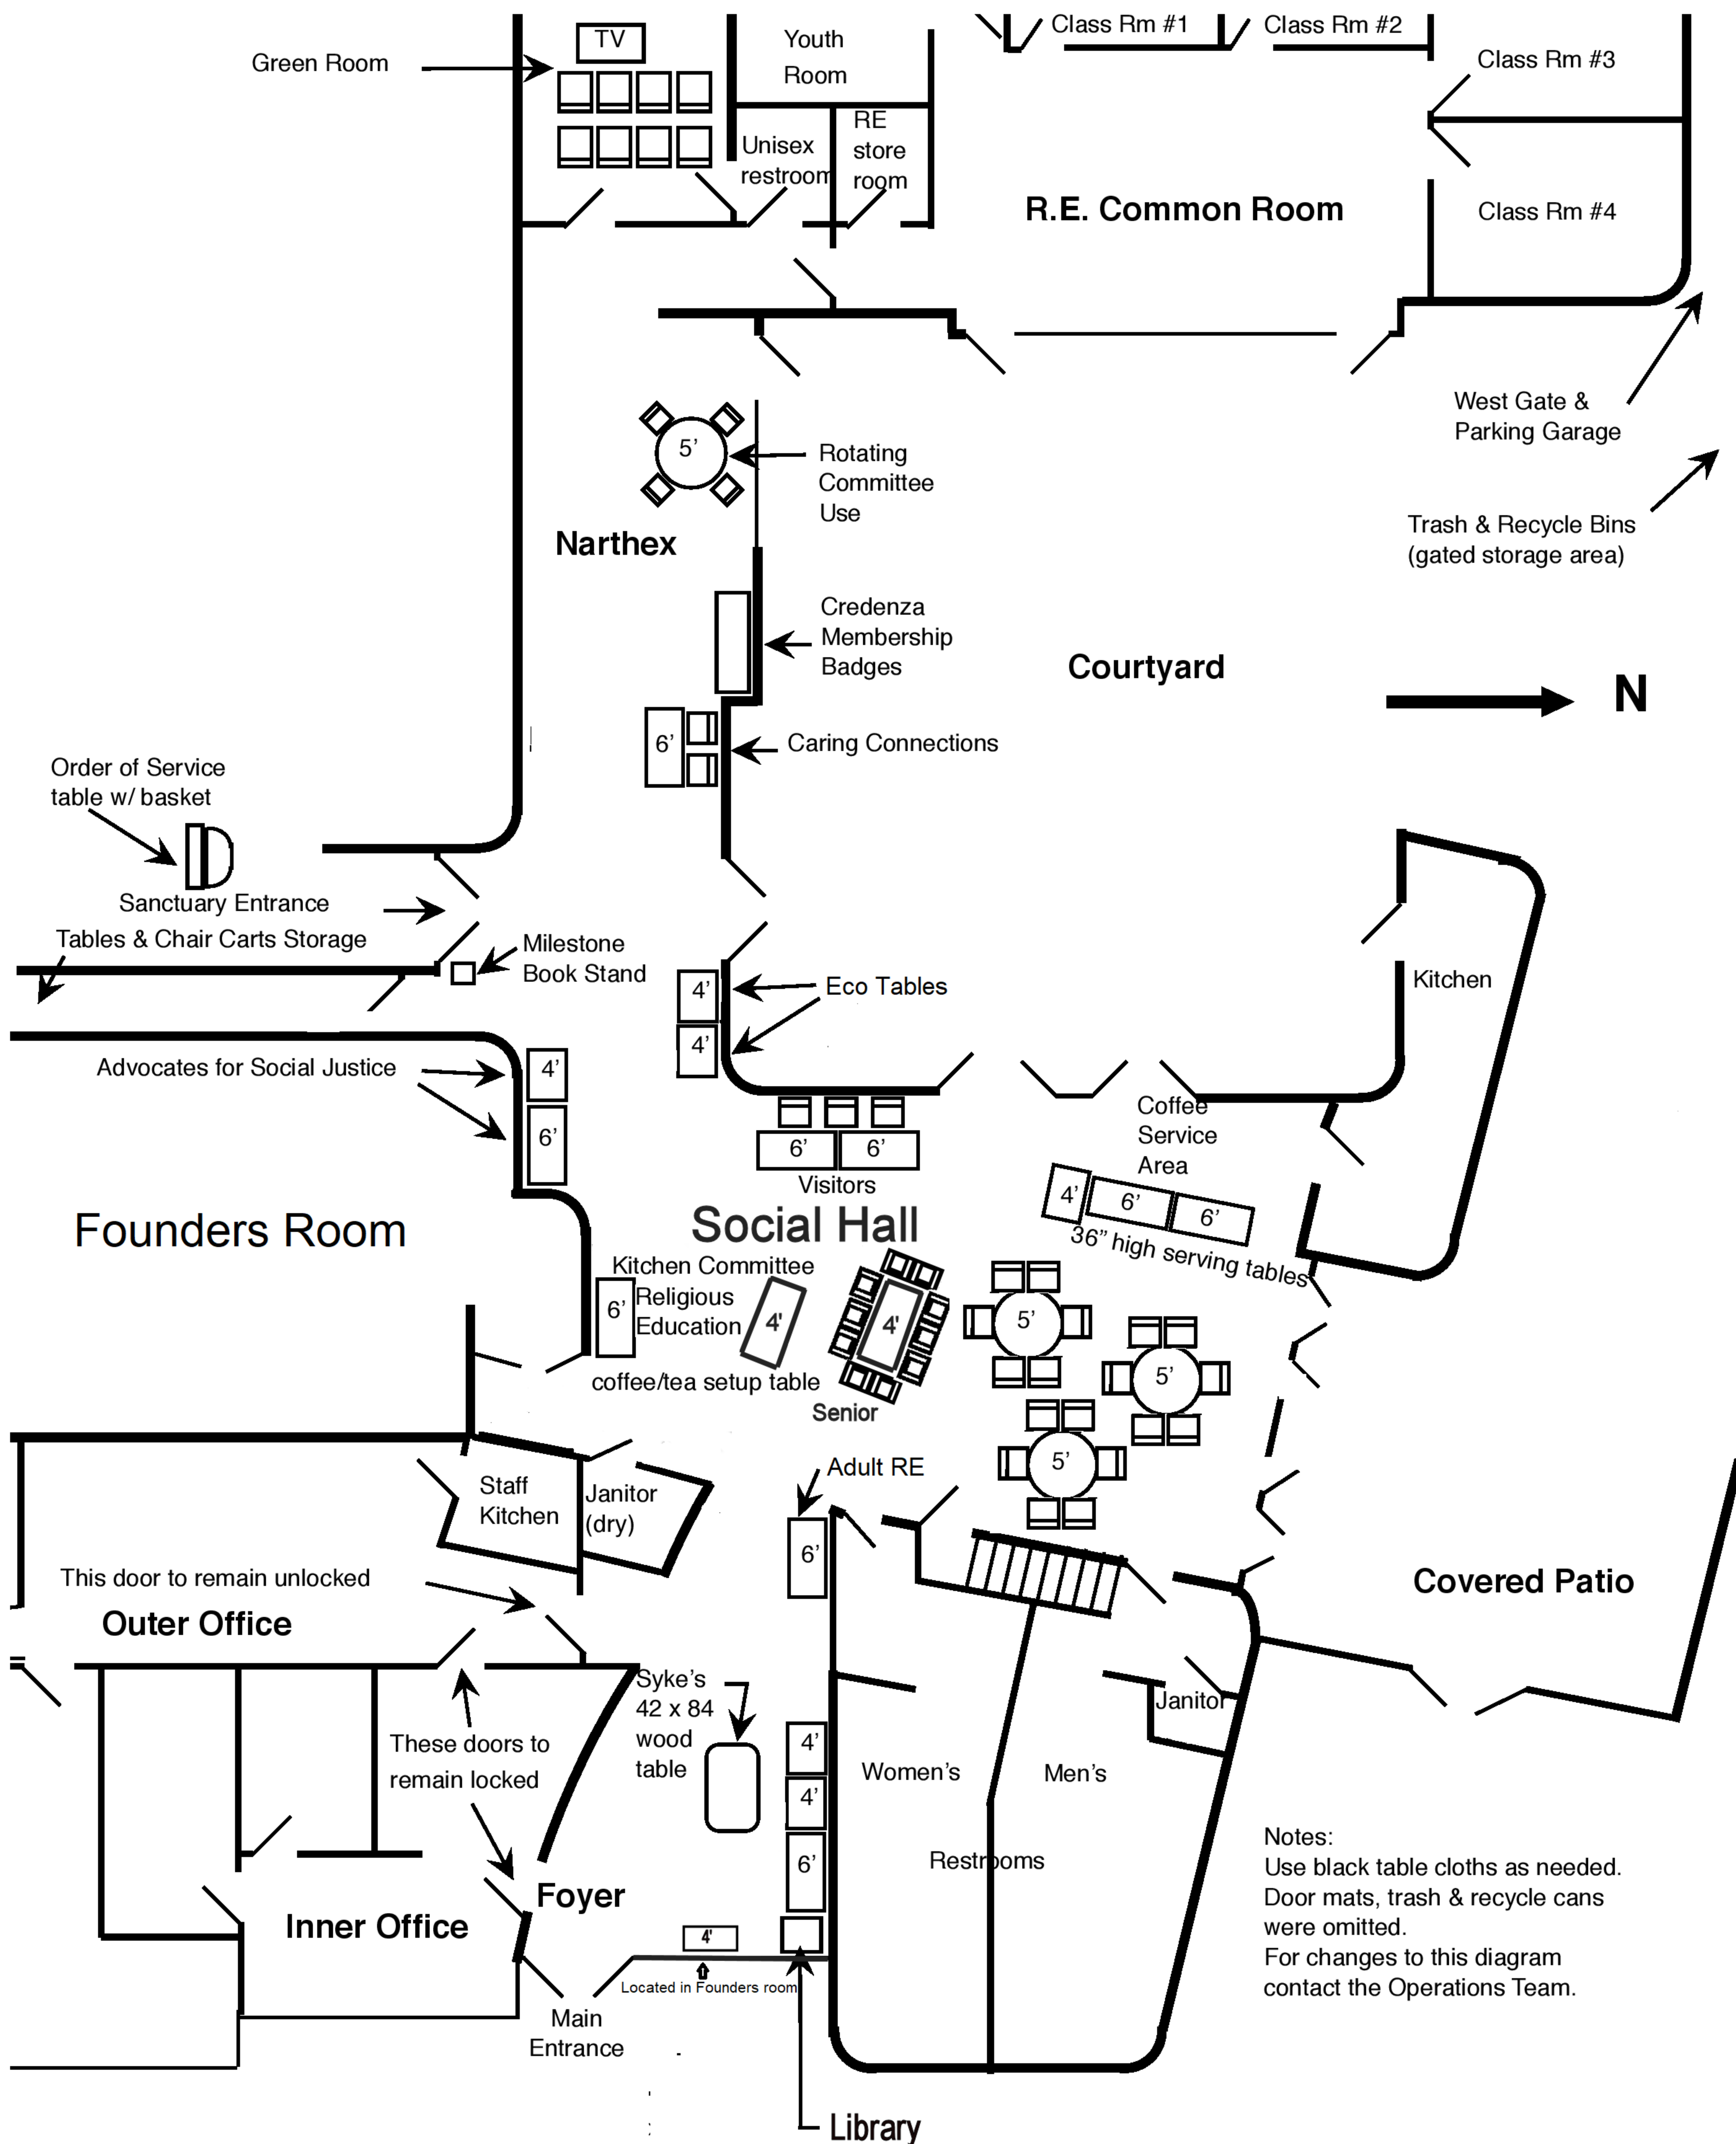 TV
Green Room
Youth
Room
Class Rm #1
Class Rm #2
Class Rm #3
Unisex
restroom
RE
store
room
R.E. Common Room
Class Rm #4
West Gate &
Parking Garage
5’
Rotating
Committee
Use
Trash & Recycle Bins
(gated storage area)
Narthex
Credenza
Membership
Badges
Courtyard
N
6’
Caring Connections
Order of Service
table w/ basket
Sanctuary Entrance
Tables & Chair Carts Storage
Milestone
Book Stand
4’
4’
Eco Tables
Kitchen
Advocates for Social Justice
4’
6’
6’
6’
Visitors
Coffee
Service
Area
4’
6’
6’
36” high serving tables
Founders Room
Social Hall
Kitchen Committee
6’
Religious
Education
4'
4'
coffee/tea setup table
Senior
5’
5’
5’
Adult RE
6’
Staff
Kitchen
Janitor
(dry)
This door to remain unlocked
Outer Office
Covered Patio
Syke’s
42 x 84
wood
table
These doors to
remain locked
4’
4’
6’
Women’s
Men’s
Restrooms
Janitor
Foyer
Inner Office
4'
Located in Founders room
Main
Entrance
Library
Notes:
Use black table cloths as needed.
Door mats, trash & recycle cans
were omitted.
For changes to this diagram
contact the Operations Team.